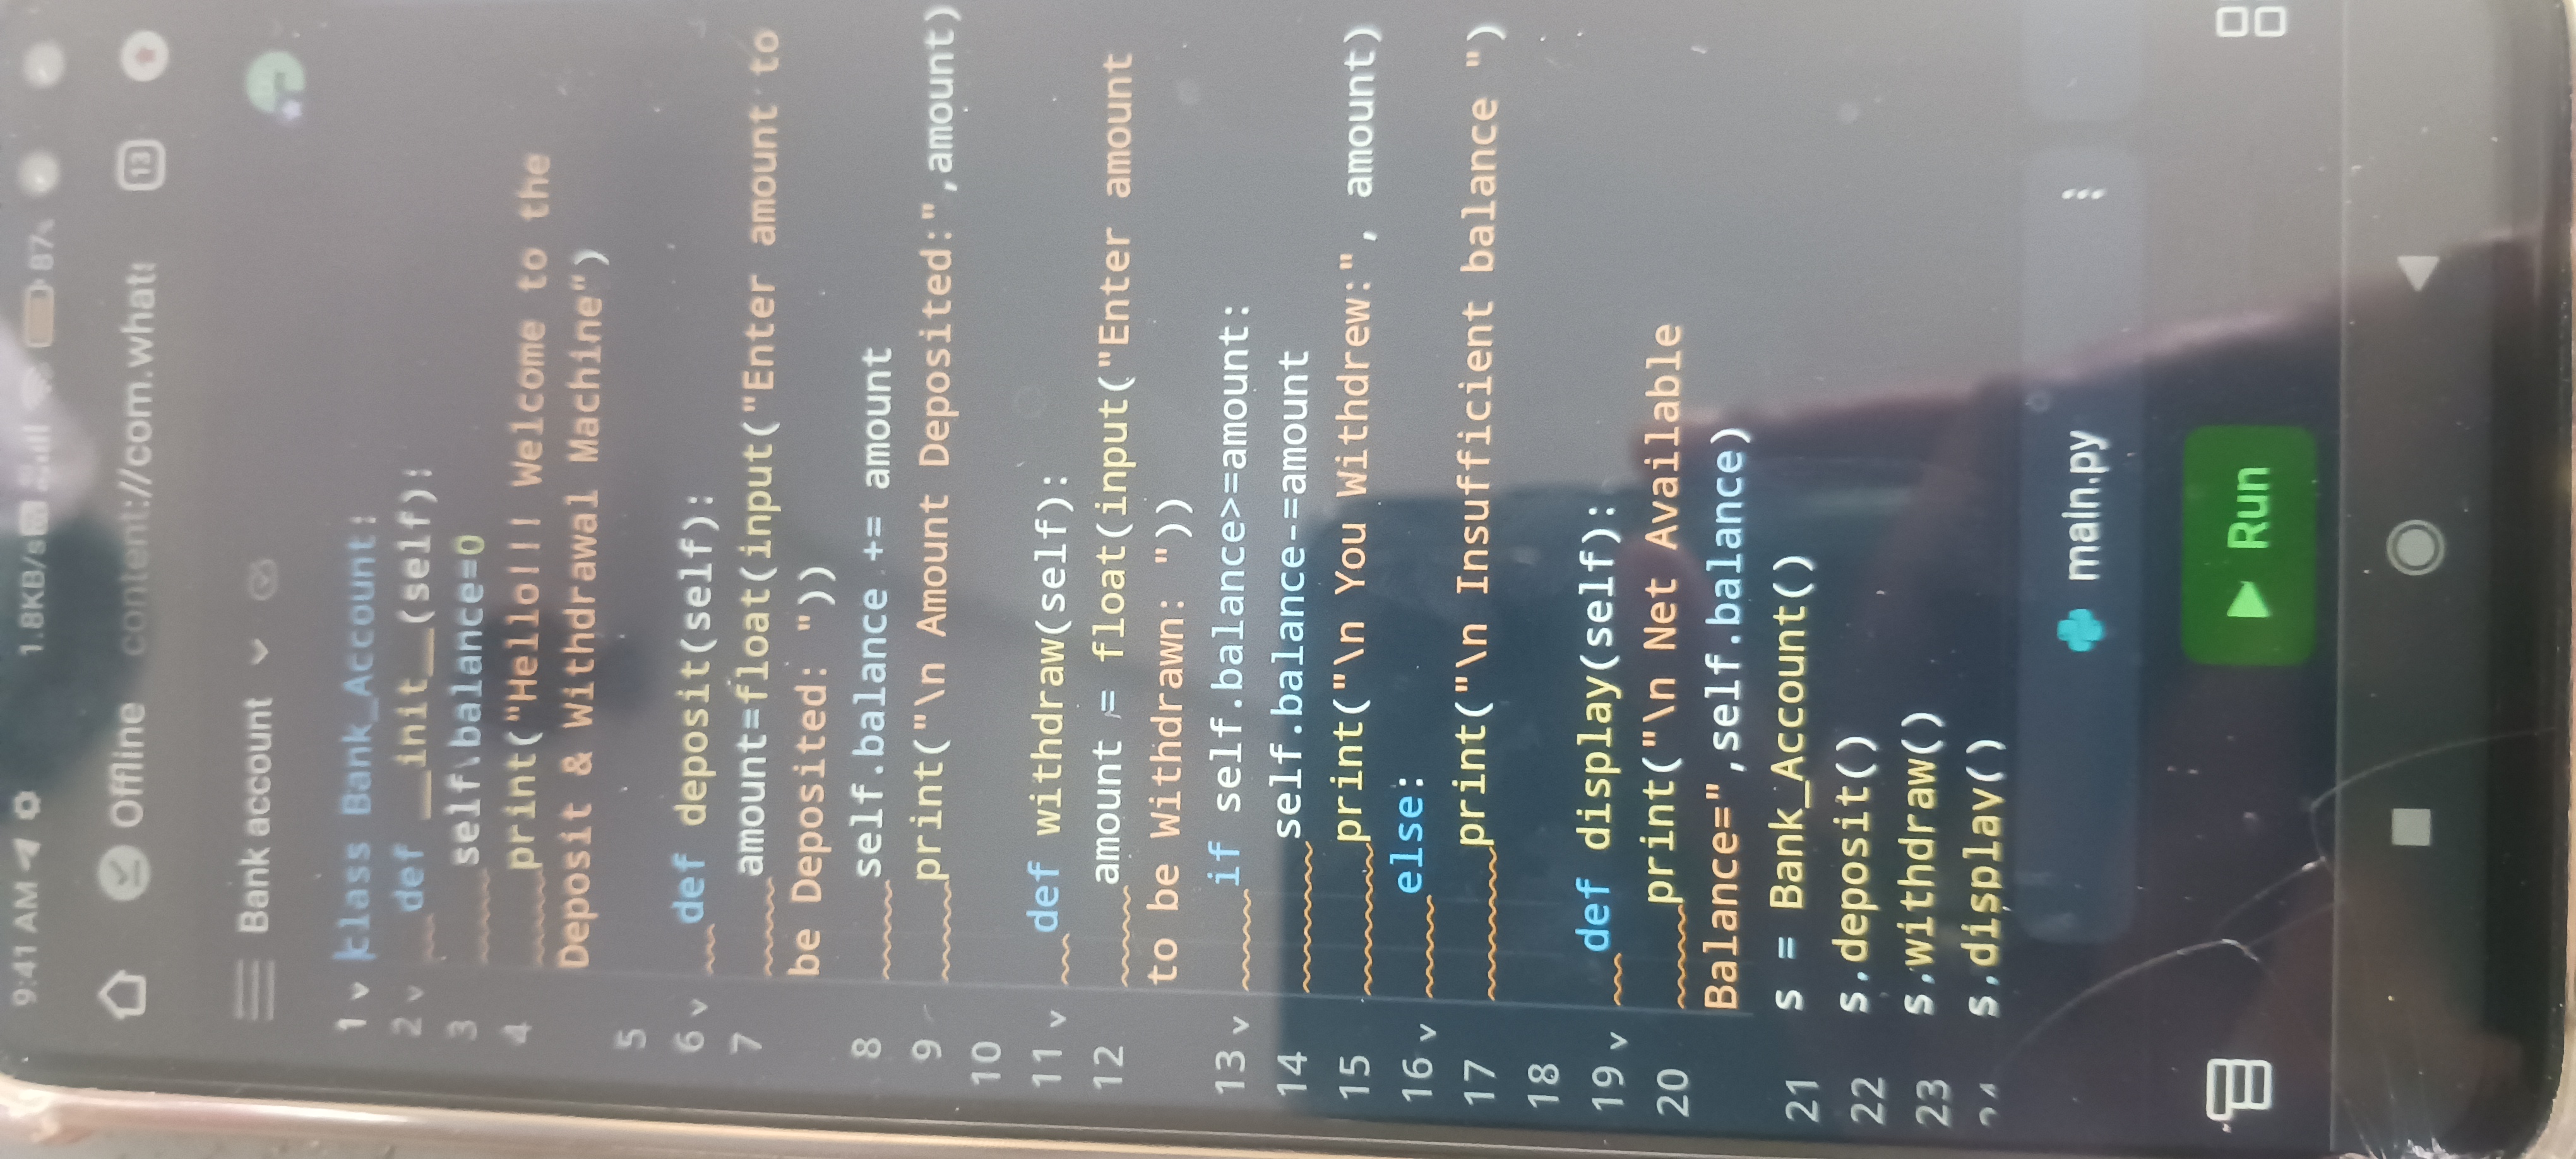 9:41 AM
1.8KB/s
87%
Offline
content://com.what
13
Bank account
1 class Bank_Account:
2 def __init__(self):
3 self.balance=0
4 print("Hello!!! Welcome to the
Deposit & Withdrawal Machine")
5
6 def deposit(self):
7 amount=float(input("Enter amount to
be Deposited: "))
8 self.balance += amount
9 print("\n Amount Deposited:",amount)
10
11 def withdraw(self):
12 amount = float(input("Enter amount
to be Withdrawn: "))
13 if self.balance>=amount:
14 self.balance-=amount
15 print("\n You Withdrew:", amount)
16 else:
17 print("\n Insufficient balance ")
18
19 def display(self):
20 print("\n Net Available
Balance=",self.balance)
21 s = Bank_Account()
22 s.deposit()
23 s.withdraw()
24 s.display()
main.py
Run